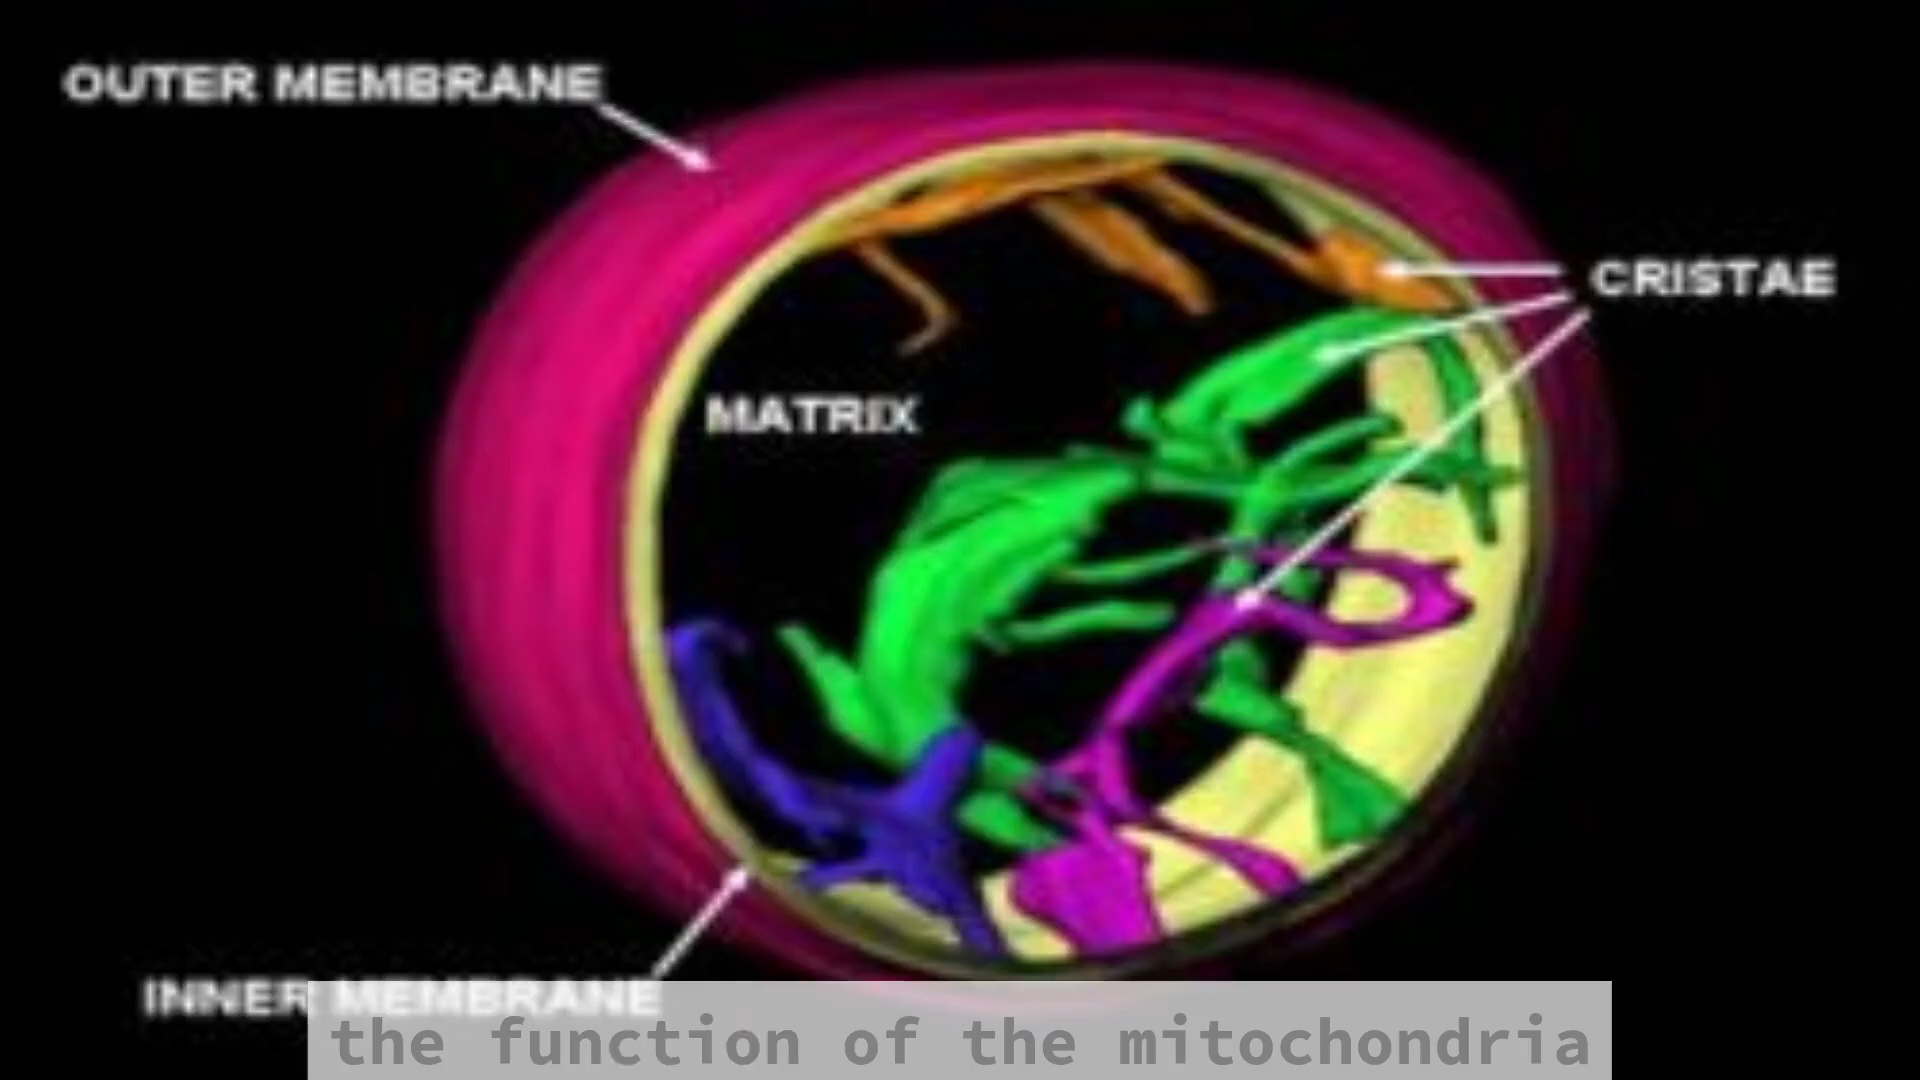 OUTER MEMBRANE
CRISTAE
MATRIX
INNER MEMBRANE
the function of the mitochondria